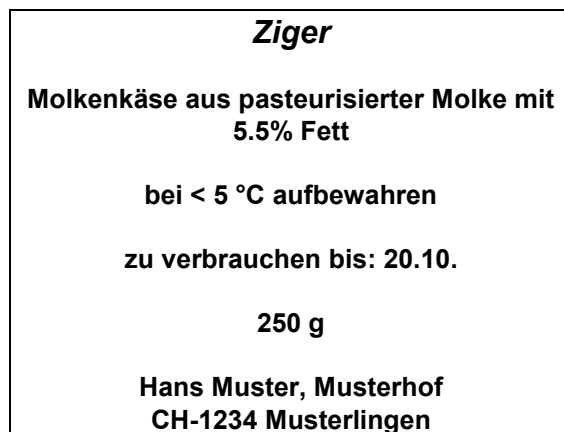 Ziger
Molkenkäse aus pasteurisierter Molke mit
5.5% Fett
bei < 5 °C aufbewahren
zu verbrauchen bis: 20.10.
250 g
Hans Muster, Musterhof
CH-1234 Musterlingen